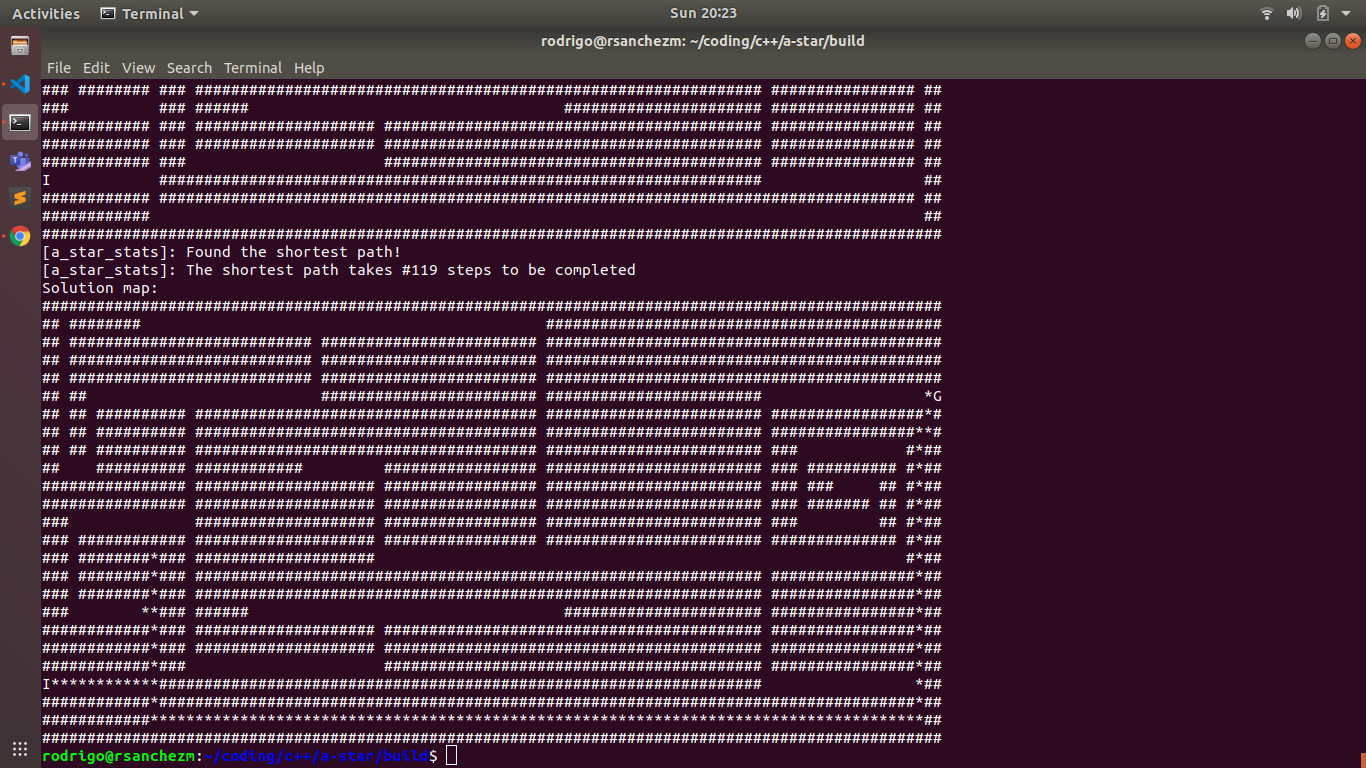 ### ######## ### ############################################################### ################ ##
###          ### ######                                   ###################### ################ ##
############ ### #################### ########################################## ################ ##
############ ### #################### ########################################## ################ ##
############ ###                      ########################################## ################ ##
I            ###################################################################                  ##
############ #################################################################################### ##
############                                                                                      ##
####################################################################################################
[a_star_stats]: Found the shortest path!
[a_star_stats]: The shortest path takes #119 steps to be completed
Solution map:
####################################################################################################
## ########                                             ############################################
## ########################### ######################## ############################################
## ########################### ######################## ############################################
## ########################### ######################## ############################################
## ##                          ######################## ########################                  *G
## ## ########## ###################################### ######################## #################*#
## ## ########## ###################################### ######################## ################**#
## ## ########## ###################################### ######################## ###            #*##
##    ########## ############         ################# ######################## ### ########## #*##
################ #################### ################# ######################## ### ###     ## #*##
################ #################### ################# ######################## ### ####### ## #*##
###              #################### ################# ######################## ###         ## #*##
### ############ #################### ################# ######################## ############## #*##
### ########*### ####################                                                           #*##
### ########*### ############################################################### ################*##
### ########*### ############################################################### ################*##
###        **### ######                                   ###################### ################*##
############*### #################### ########################################## ################*##
############*### #################### ########################################## ################*##
############*###                      ########################################## ################*##
I************###################################################################                 *##
############*####################################################################################*##
############**************************************************************************************##
####################################################################################################
rodrigo@rsanchezm:~/coding/c++/a-star/build$
Activities Terminal Sun 20:23
rodrigo@rsanchezm: ~/coding/c++/a-star/build
File Edit View Search Terminal Help